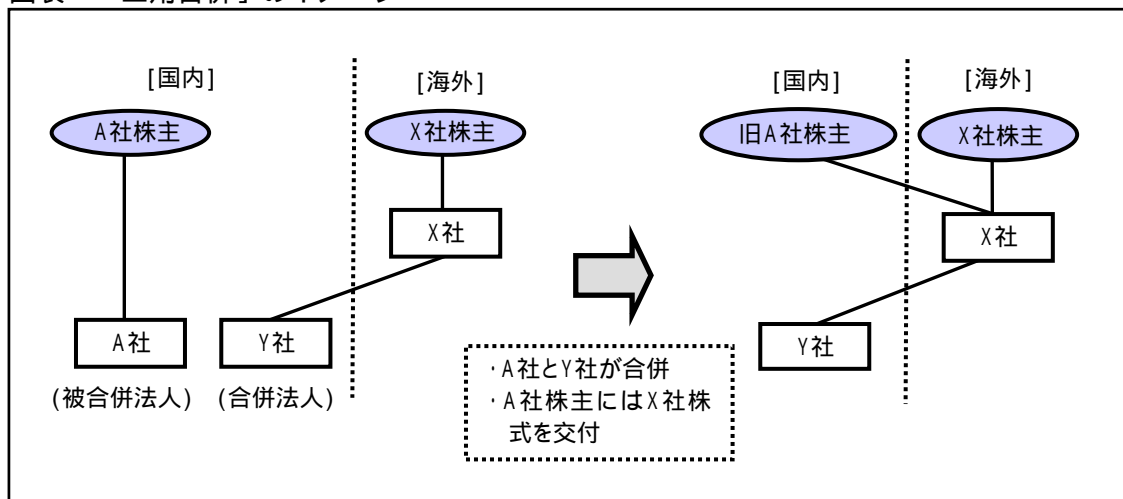 [国内]
[海外]
A社株主
X社株主
X社
A社
Y社
(被合併法人)
(合併法人)
・A社とY社が合併
・A社株主にはX社株
式を交付
[国内]
[海外]
旧A社株主
X社株主
X社
Y社